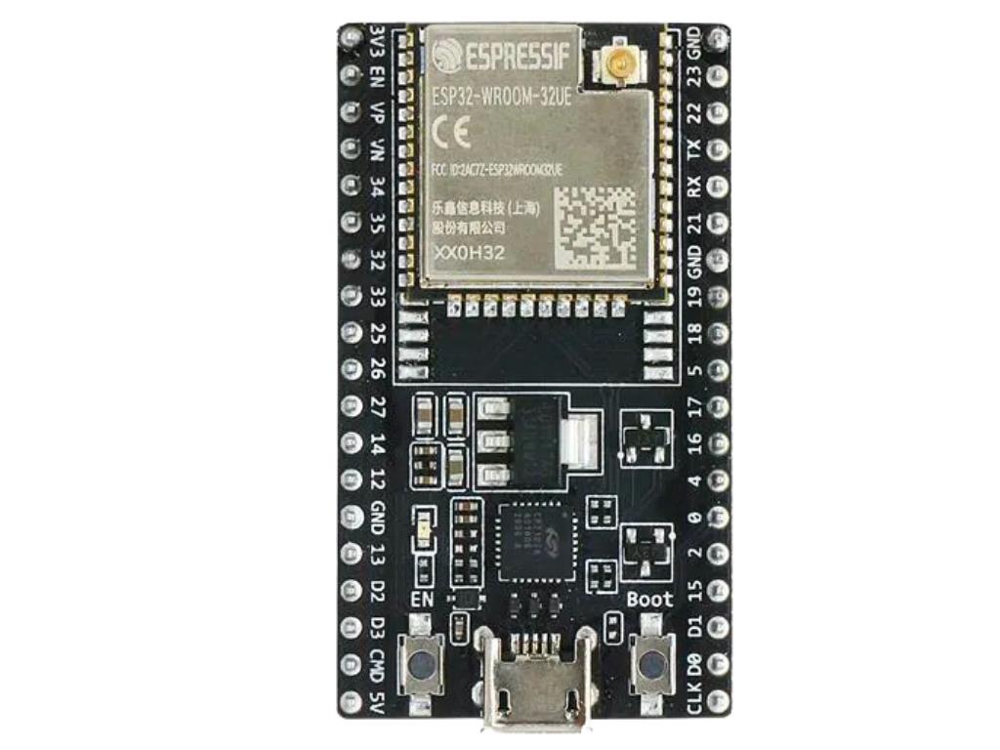 ESPRESSIF
ESP32-WROOM-32UE
CE
FCC ID:2AC7Z-ESP32WROOM32UE
乐鑫信息科技(上海)
股份有限公司
XX0H32
3V3
EN
VP
VN
34
35
32
33
25
26
27
14
12
GND
13
D2
D3
CMD
5V
GND
23
22
TX
RX
21
GND
19
18
5
17
16
4
0
2
15
D1
D0
CLK
EN
Boot